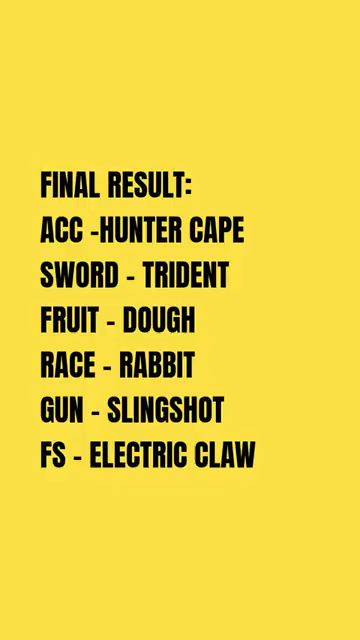 FINAL RESULT:
ACC -HUNTER CAPE
SWORD - TRIDENT
FRUIT - DOUGH
RACE - RABBIT
GUN - SLINGSHOT
FS - ELECTRIC CLAW